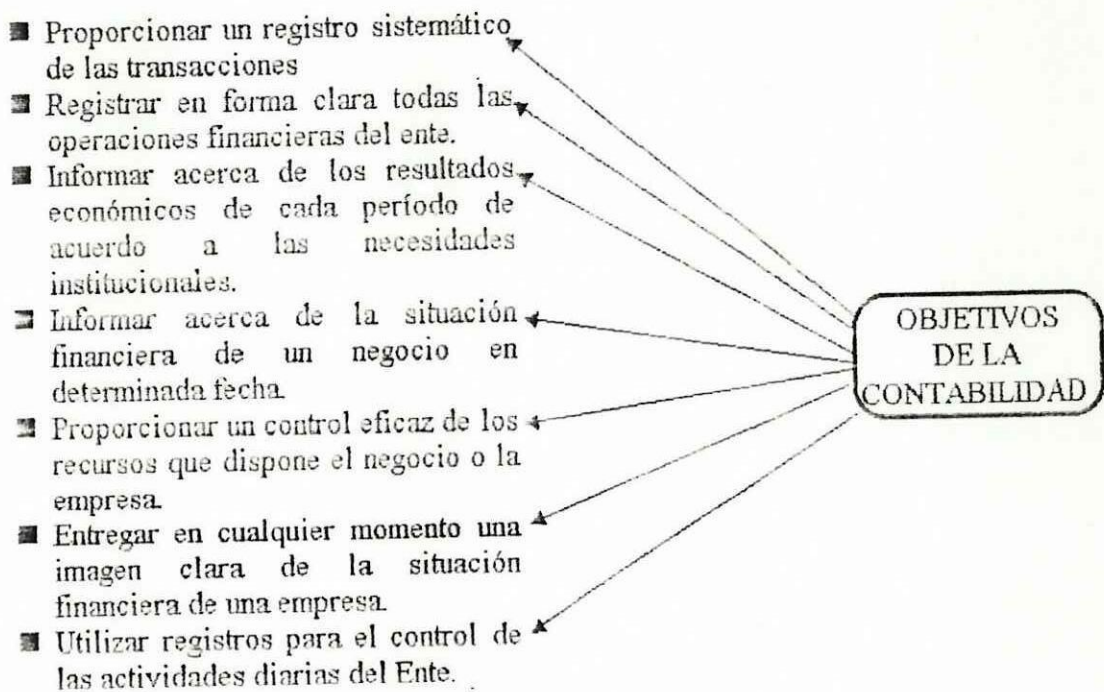 ■ Proporcionar un registro sistemático
de las transacciones
■ Registrar en forma clara todas las
operaciones financieras del ente.
■ Informar acerca de los resultados
económicos de cada período de
acuerdo a las necesidades
institucionales.
■ Informar acerca de la situación
financiera de un negocio en
determinada fecha.
■ Proporcionar un control eficaz de los
recursos que dispone el negocio o la
empresa.
■ Entregar en cualquier momento una
imagen clara de la situación
financiera de una empresa.
■ Utilizar registros para el control de
las actividades diarias del Ente.
OBJETIVOS
DE LA
CONTABILIDAD